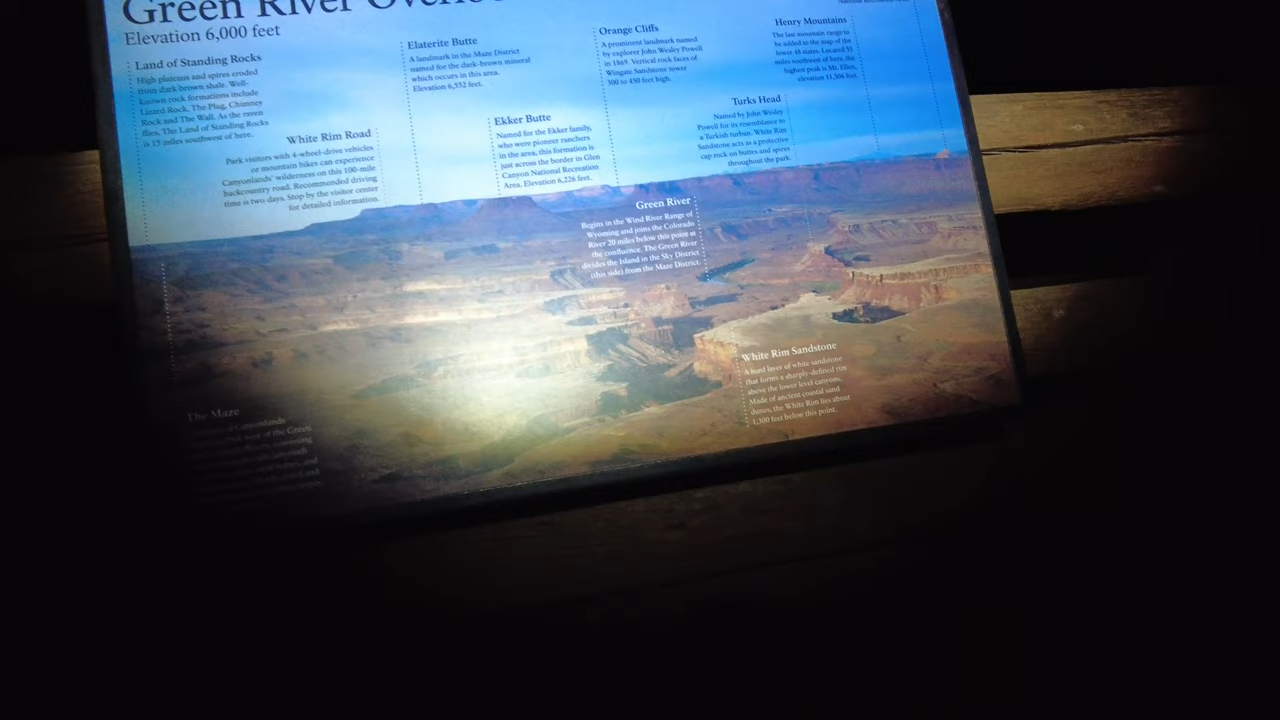 Green River
Elevation 6,000 feet
Land of Standing Rocks
High plateaus and spires eroded
from dark brown shale. Well-
known rock formations include
Lizard Rock, The Plug, Chimney
Rock and The Wall. As the raven
flies, The Land of Standing Rocks
is 15 miles southwest of here.
White Rim Road
Park visitors with 4-wheel-drive vehicles
or mountain bikes can experience
Canyonlands' wilderness on this 100-mile
backcountry road. Recommended driving
time is two days. Stop by the visitor center
for detailed information.
Elaterite Butte
A landmark in the Maze District
named for the dark-brown mineral
which occurs in this area.
Elevation 6,552 feet.
Ekker Butte
Named for the Ekker family,
who were pioneer ranchers
in the area, this formation is
just across the border in Glen
Canyon National Recreation
Area. Elevation 6,226 feet.
Orange Cliffs
A prominent landmark named
by explorer John Wesley Powell
in 1869. Vertical rock faces of
Wingate Sandstone tower
300 to 450 feet high.
Turks Head
Named by John Wesley
Powell for its resemblance to
a Turkish turban. White Rim
Sandstone acts as a protective
cap rock on buttes and spires
throughout the park.
Henry Mountains
The last mountain range to
be added to the map of the
lower 48 states. Located 55
miles southwest of here, the
highest peak is Mt. Ellen,
elevation 11,506 feet.
Green River
Begins in the Wind River Range of
Wyoming and joins the Colorado
River 20 miles below this point at
the confluence. The Green River
divides the Island in the Sky District
(this side) from the Maze District.
White Rim Sandstone
A hard layer of white sandstone
that forms a sharply-defined rim
above the lower level canyons.
Made of ancient coastal sand
dunes, the White Rim lies about
1,300 feet below this point.
The Maze
Canyonlands
of the Green